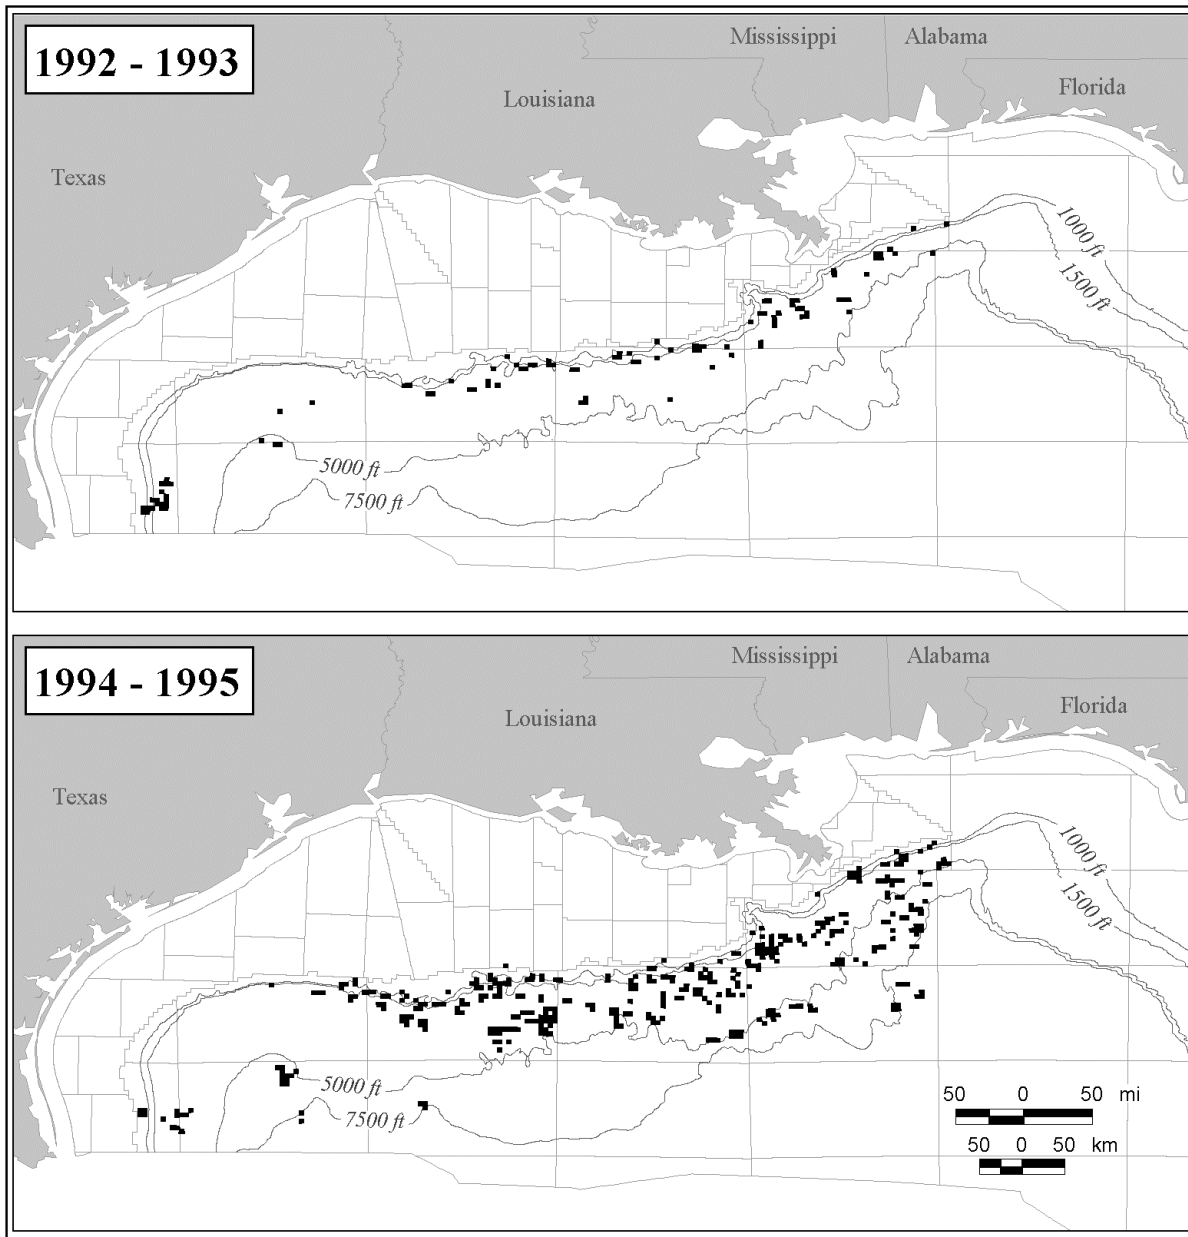 1992 - 1993
Mississippi
Alabama
Louisiana
Florida
Texas
1000 ft
1500 ft
5000 ft
7500 ft
1994 - 1995
Mississippi
Alabama
Louisiana
Florida
Texas
1000 ft
1500 ft
5000 ft
7500 ft
50 0 50 mi
50 0 50 km